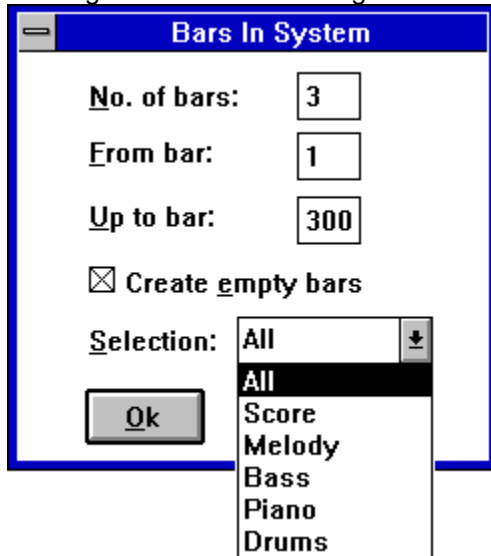 Bars In System
No. of bars: 3
From bar: 1
Up to bar: 300
Create empty bars
Selection: All
All
Ok
Score
Melody
Bass
Piano
Drums